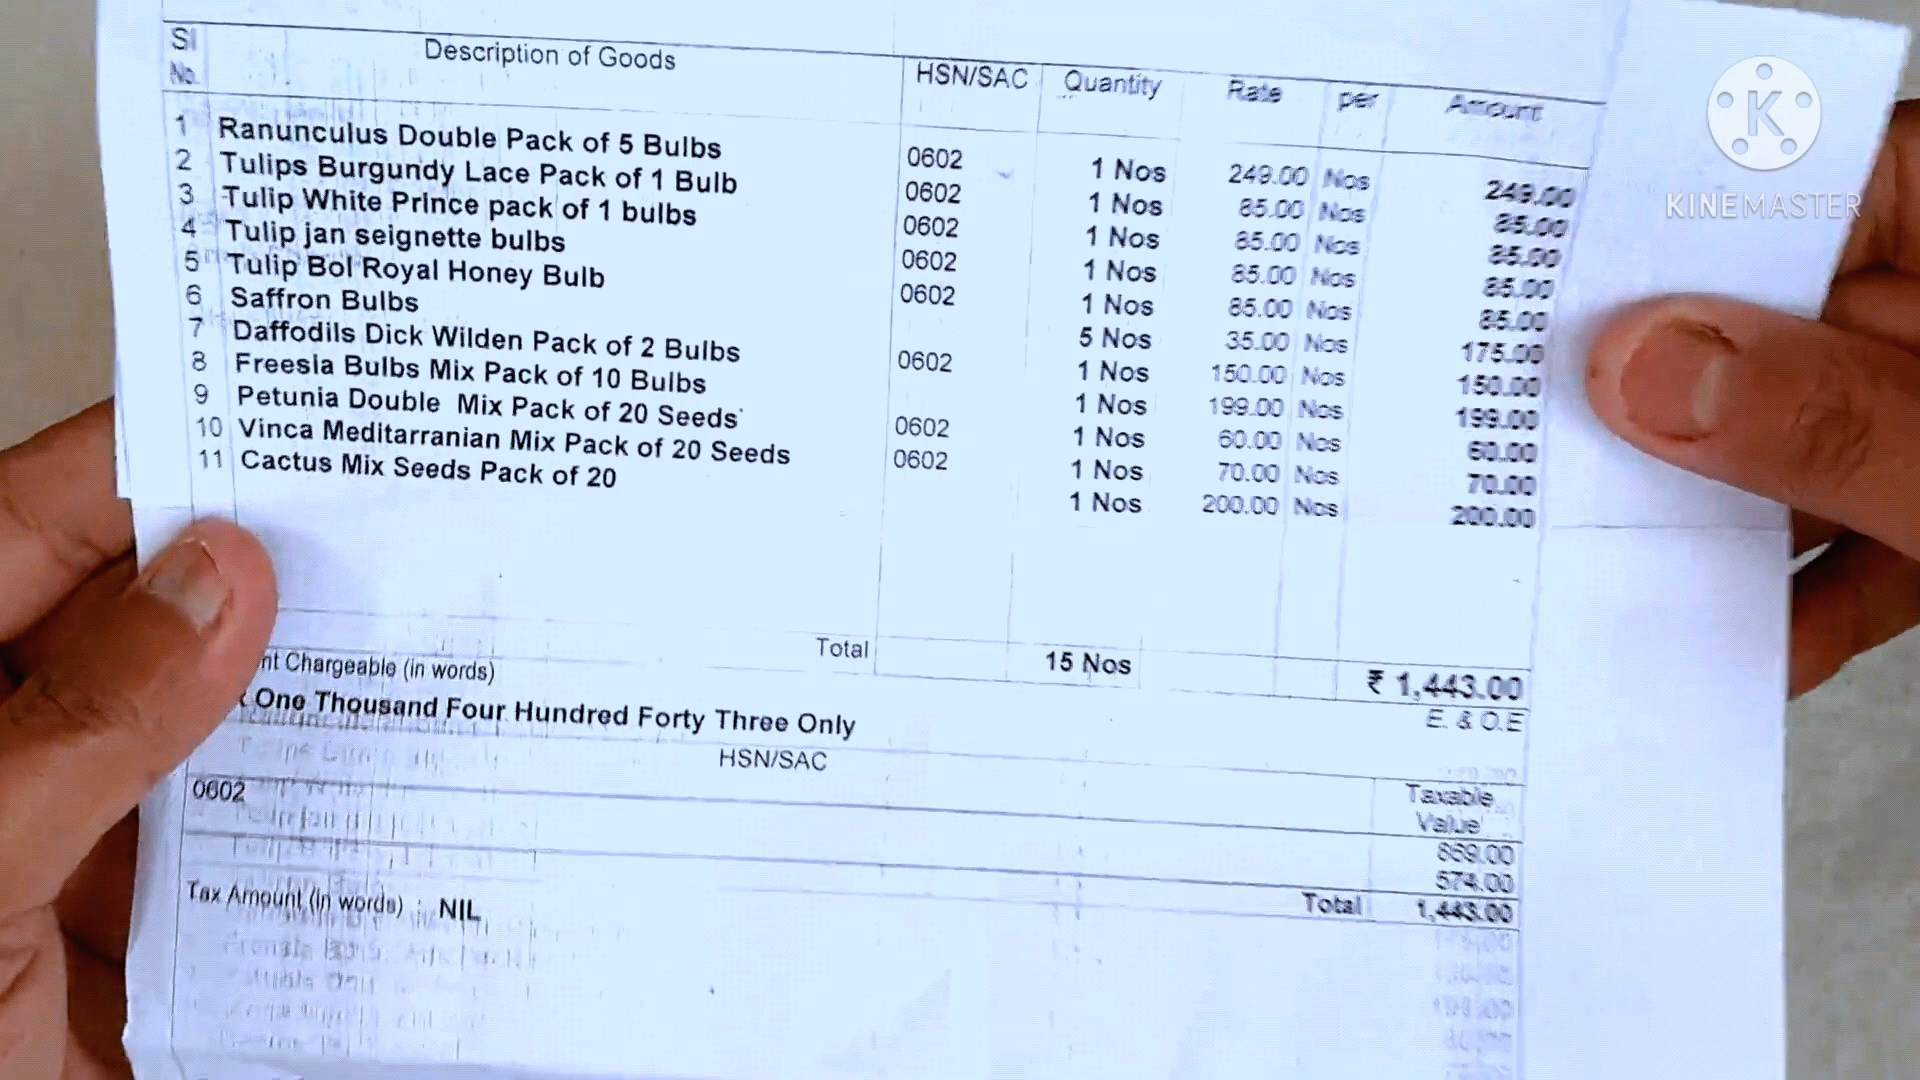 Sl No. Description of Goods HSN/SAC Quantity Rate per Amount
1 Ranunculus Double Pack of 5 Bulbs 0602 1 Nos 249.00 Nos 249.00
2 Tulips Burgundy Lace Pack of 1 Bulb 0602 1 Nos 85.00 Nos 85.00
3 Tulip White Prince pack of 1 bulbs 0602 1 Nos 85.00 Nos 85.00
4 Tulip jan seignette bulbs 0602 1 Nos 85.00 Nos 85.00
5 Tulip Bol Royal Honey Bulb 0602 1 Nos 85.00 Nos 85.00
6 Saffron Bulbs 5 Nos 35.00 Nos 175.00
7 Daffodils Dick Wilden Pack of 2 Bulbs 0602 1 Nos 150.00 Nos 150.00
8 Freesia Bulbs Mix Pack of 10 Bulbs 1 Nos 199.00 Nos 199.00
9 Petunia Double Mix Pack of 20 Seeds 0602 1 Nos 60.00 Nos 60.00
10 Vinca Meditarranian Mix Pack of 20 Seeds 0602 1 Nos 70.00 Nos 70.00
11 Cactus Mix Seeds Pack of 20 1 Nos 200.00 Nos 200.00
Total 15 Nos ₹ 1,443.00
nt Chargeable (in words) E. & O.E
One Thousand Four Hundred Forty Three Only
HSN/SAC Taxable Value
0602 869.00
574.00
Total 1,443.00
Tax Amount (in words) : NIL
K
KINEMASTER